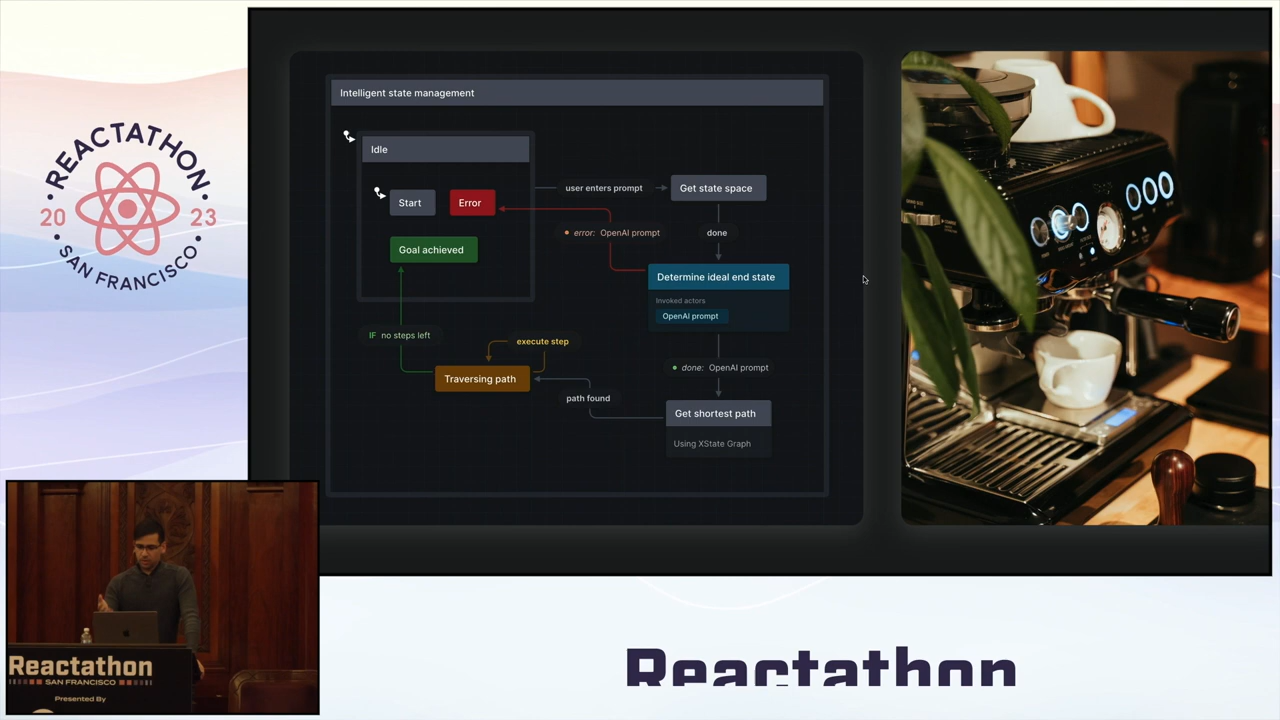 REACTATHON
20 23
SAN FRANCISCO
Intelligent state management
Idle
Start
Error
Goal achieved
user enters prompt
Get state space
error: OpenAI prompt
done
Determine ideal end state
Invoked actors
OpenAI prompt
IF no steps left
execute step
Traversing path
done: OpenAI prompt
path found
Get shortest path
Using XState Graph
Reactathon
SAN FRANCISCO
Presented By
Reactathon